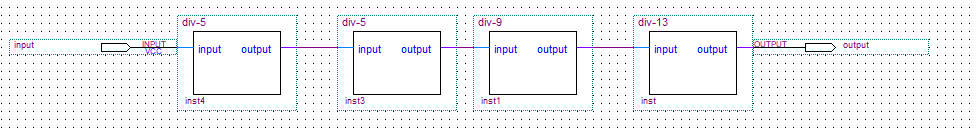 div-5 div-5 div-9 div-13
input INPUT VCC input output input output input output input output OUTPUT output
inst4 inst3 inst1 inst